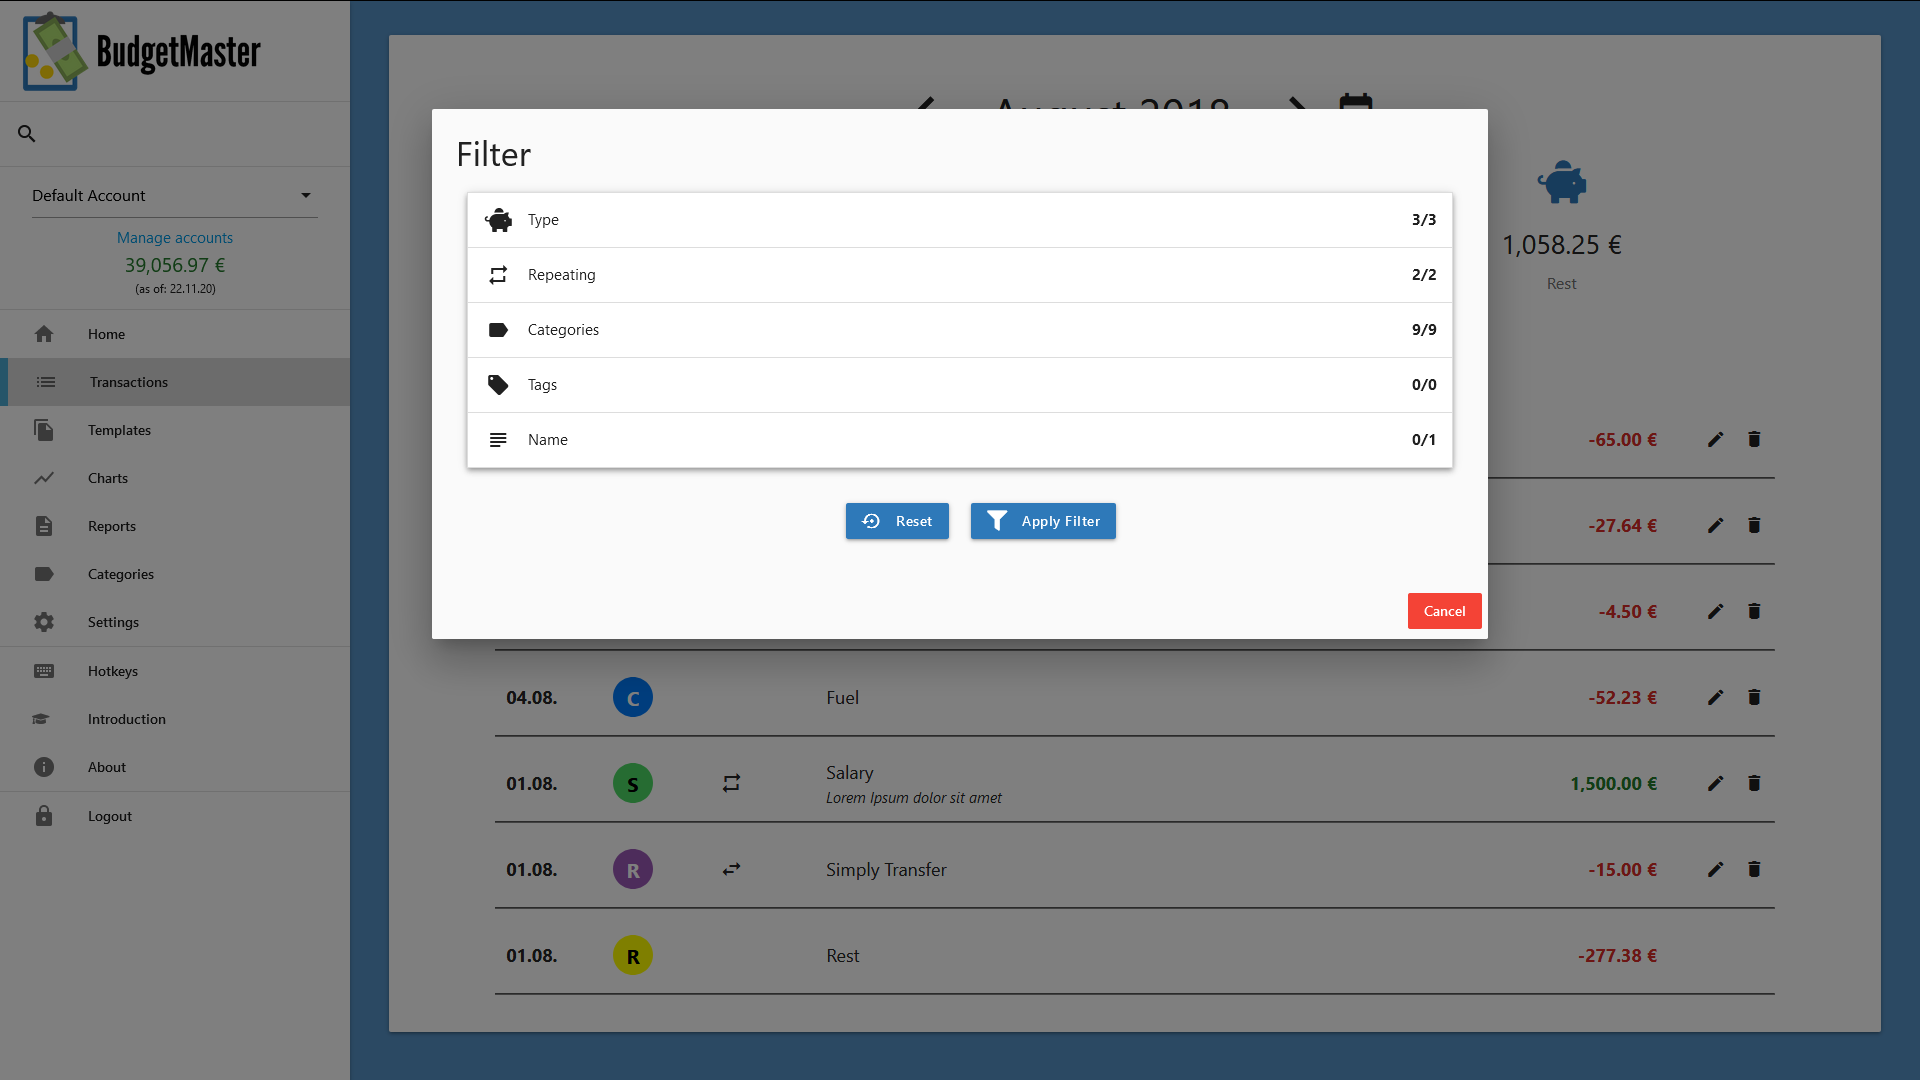 BudgetMaster
Default Account
Manage accounts
39,056.97 €
(as of: 22.11.20)
Home
Transactions
Templates
Charts
Reports
Categories
Settings
Hotkeys
Introduction
About
Logout
August 2018
Filter
Type 3/3
Repeating 2/2
Categories 9/9
Tags 0/0
Name 0/1
Reset
Apply Filter
Cancel
1,058.25 €
Rest
-65.00 €
-27.64 €
-4.50 €
04.08. C Fuel -52.23 €
01.08. S Salary 1,500.00 €
Lorem Ipsum dolor sit amet
01.08. R Simply Transfer -15.00 €
01.08. R Rest -277.38 €